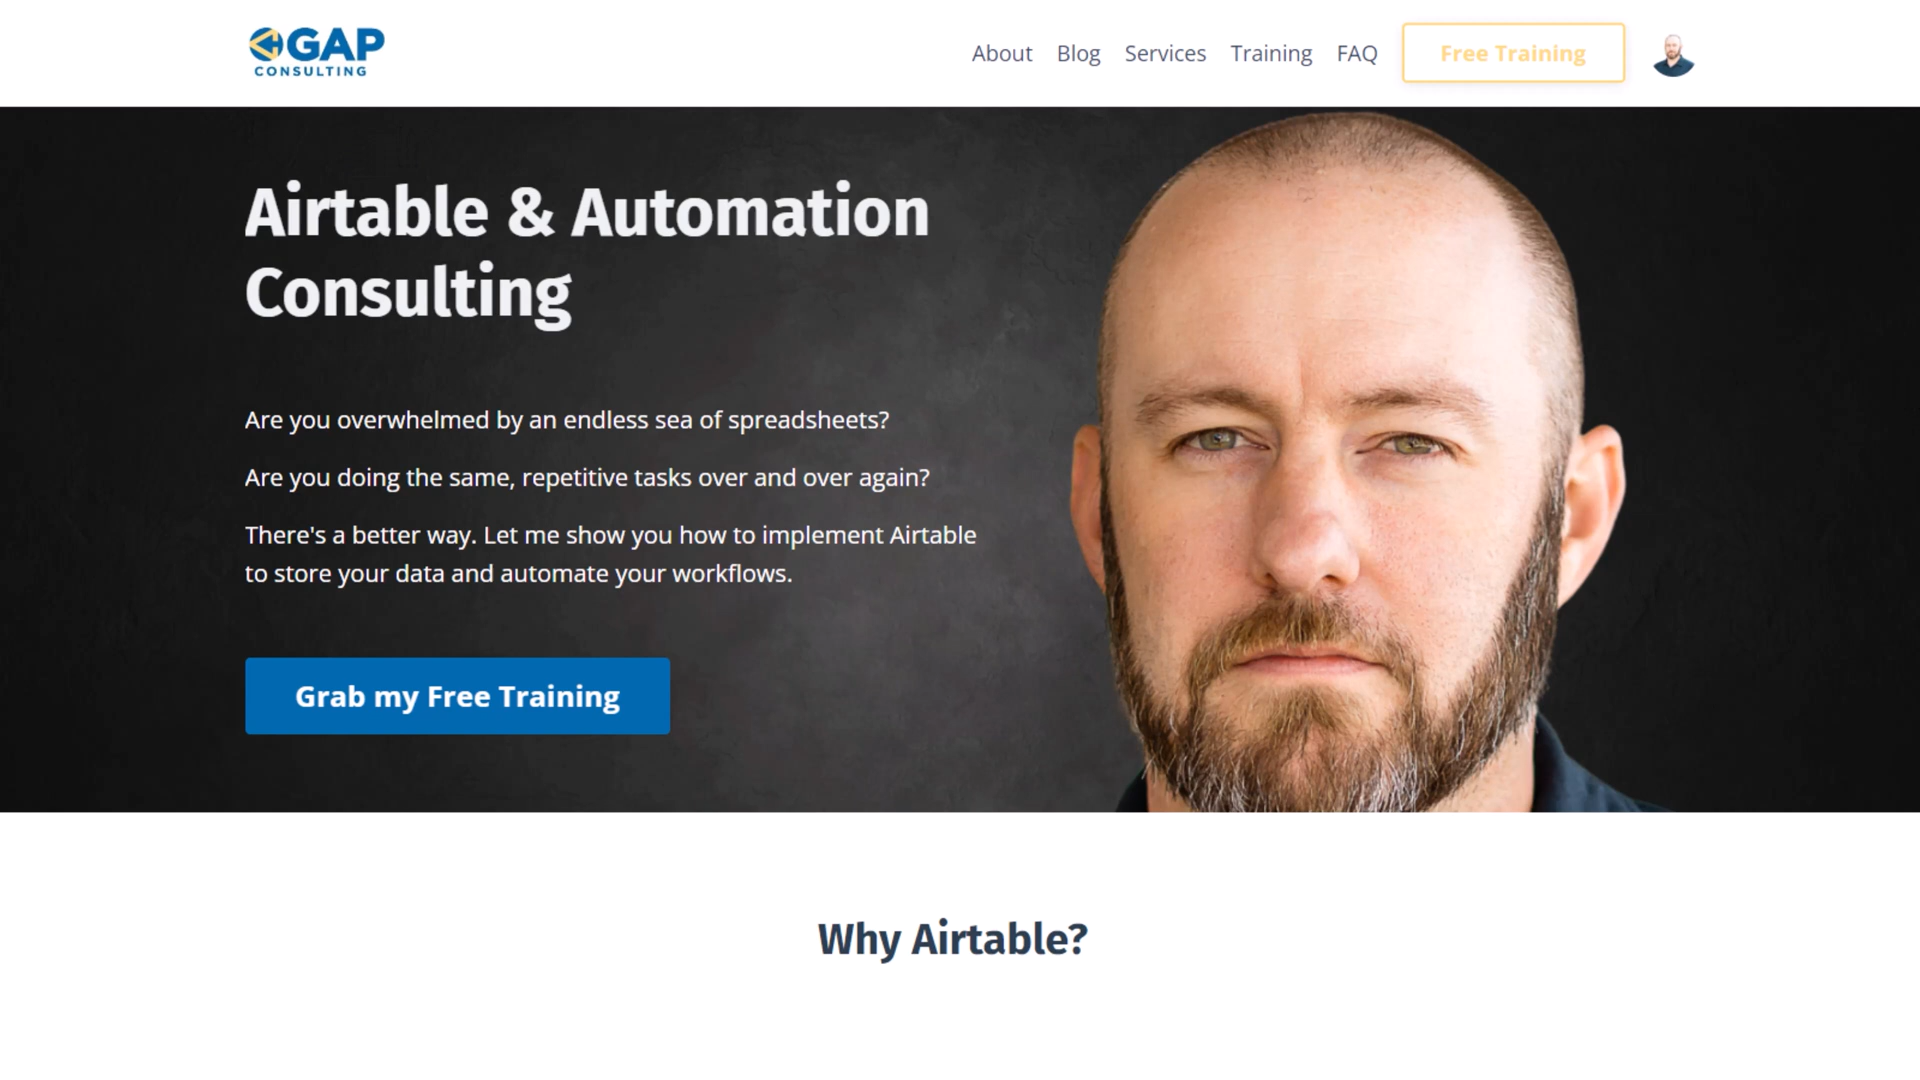 GAP
CONSULTING
About Blog Services Training FAQ Free Training
Airtable & Automation
Consulting
Are you overwhelmed by an endless sea of spreadsheets?
Are you doing the same, repetitive tasks over and over again?
There's a better way. Let me show you how to implement Airtable
to store your data and automate your workflows.
Grab my Free Training
Why Airtable?